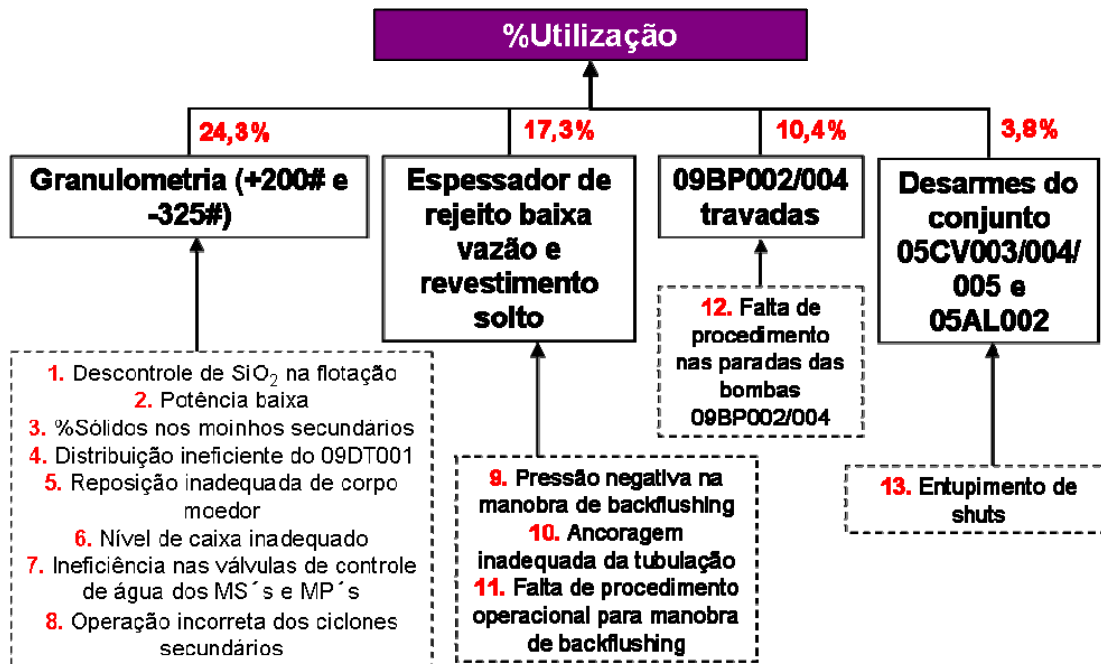 %Utilização
24,3%
17,3%
10,4%
3,8%
Granulometria (+200# e
-325#)
Espessador de
rejeito baixa
vazão e
revestimento
solto
09BP002/004
travadas
Desarmes do
conjunto
05CV003/004/
005 e
05AL002
1. Descontrole de SiO₂ na flotação
2. Potência baixa
3. %Sólidos nos moinhos secundários
4. Distribuição ineficiente do 09DT001
5. Reposição inadequada de corpo
moedor
6. Nível de caixa inadequado
7. Ineficiência nas válvulas de controle
de água dos MS´s e MP´s
8. Operação incorreta dos ciclones
secundários
9. Pressão negativa na
manobra de backflushing
10. Ancoragem
inadequada da tubulação
11. Falta de procedimento
operacional para manobra
de backflushing
12. Falta de
procedimento
nas paradas das
bombas
09BP002/004
13. Entupimento de
shuts